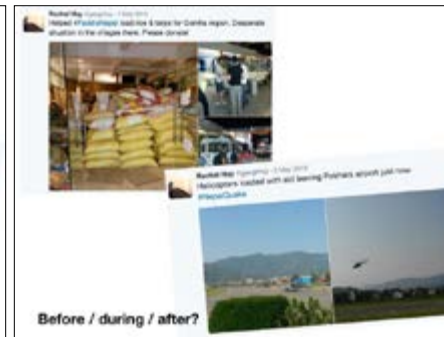 Rachel Hay
Helped #FeedtheNepal load rice & tarps for Gorkha region. Desperate
situation in the villages there. Please donate!
Rachel Hay
Helicopters loaded with aid leaving Pokhara airport just now
#NepalQuake
Before / during / after?